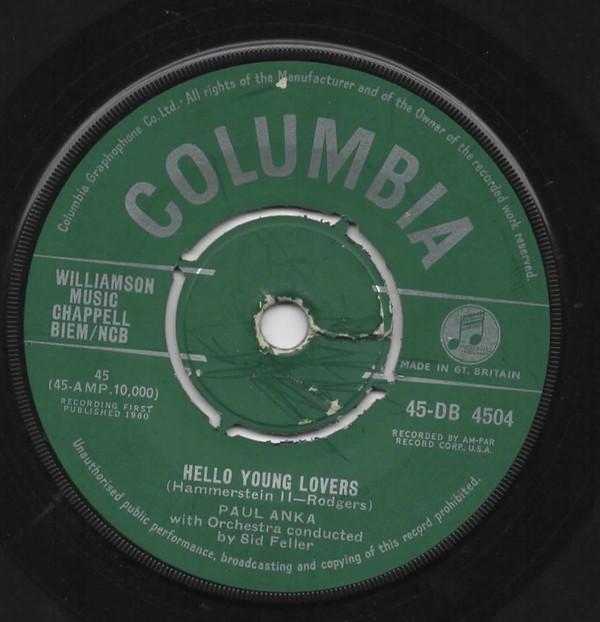 Columbia Graphophone Co. Ltd. · All rights of the Manufacturer and of the Owner of the recorded work reserved.
COLUMBIA
WILLIAMSON
MUSIC
CHAPPELL
BIEM/NCB
MADE IN GT. BRITAIN
45
(45-AMP.10,000)
RECORDING FIRST
PUBLISHED 1960
45-DB 4504
RECORDED BY AM-PAR
RECORD CORP., U.S.A.
HELLO YOUNG LOVERS
(Hammerstein II—Rodgers)
PAUL ANKA
with Orchestra conducted
by Sid Feller
Unauthorised public performance, broadcasting and copying of this record prohibited.